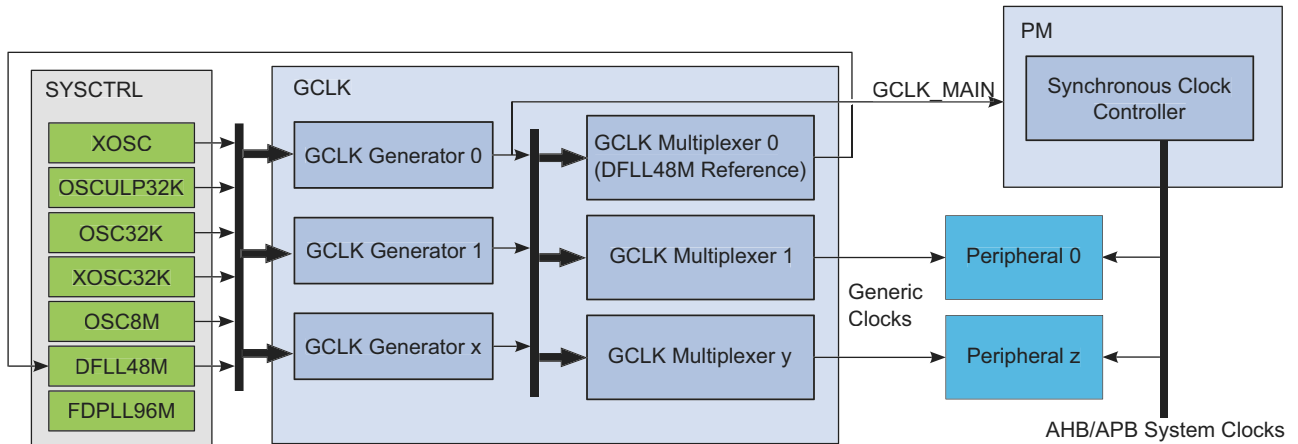 SYSCTRL
XOSC
OSCULP32K
OSC32K
XOSC32K
OSC8M
DFLL48M
FDPLL96M
GCLK
GCLK Generator 0
GCLK Generator 1
GCLK Generator x
GCLK Multiplexer 0
(DFLL48M Reference)
GCLK Multiplexer 1
GCLK Multiplexer y
GCLK_MAIN
Generic
Clocks
PM
Synchronous Clock
Controller
Peripheral 0
Peripheral z
AHB/APB System Clocks